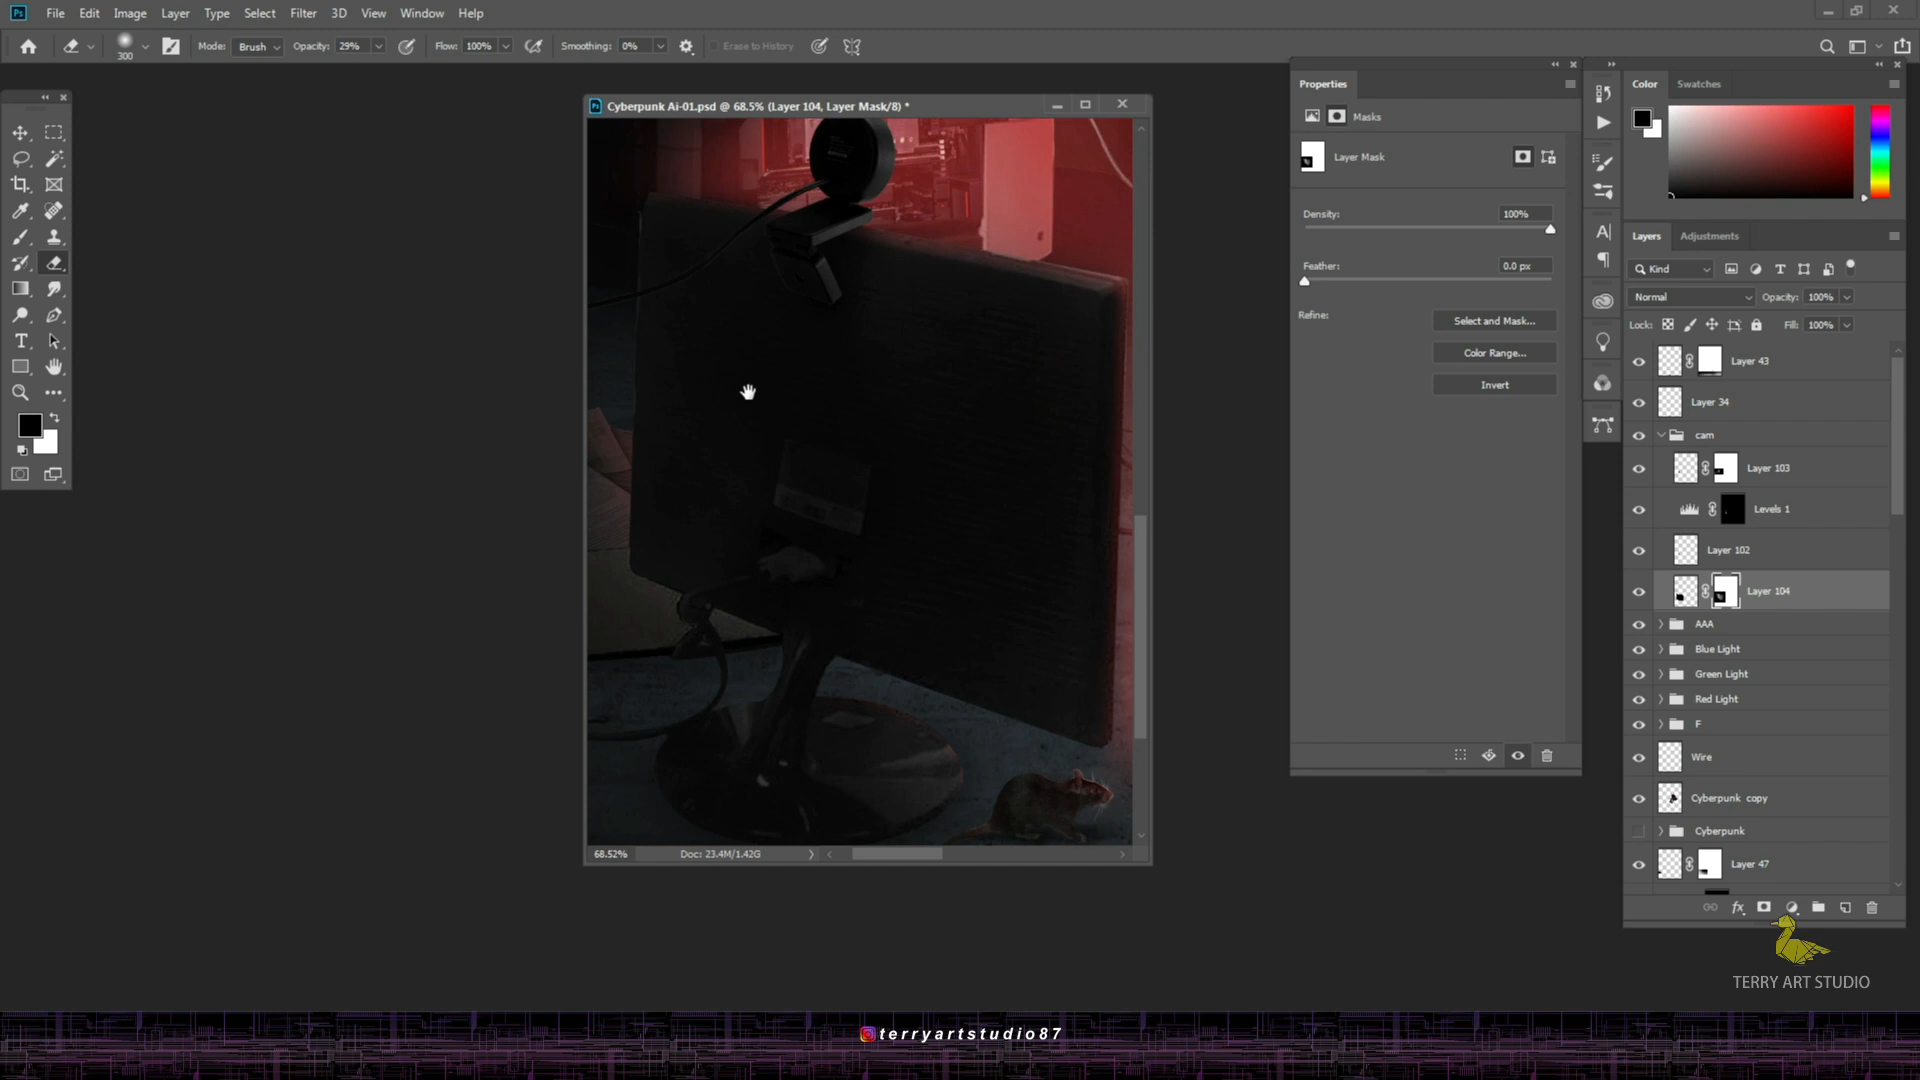 Ps File Edit Image Layer Type Select Filter 3D View Window Help
300 Mode: Brush Opacity: 29% Flow: 100% Smoothing: 0% Erase to History
Cyberpunk Ai-01.psd @ 68.5% (Layer 104, Layer Mask/8) *
68.52% Doc: 23.4M/1.42G
Properties
Masks
Layer Mask
Density: 100%
Feather: 0.0 px
Refine:
Select and Mask...
Color Range...
Invert
Color Swatches
Layers Adjustments
Kind
Normal Opacity: 100%
Lock: Fill: 100%
Layer 43
Layer 34
cam
Layer 103
Levels 1
Layer 102
Layer 104
AAA
Blue Light
Green Light
Red Light
F
Wire
Cyberpunk copy
Cyberpunk
Layer 47
fx
TERRY ART STUDIO
terryartstudio87